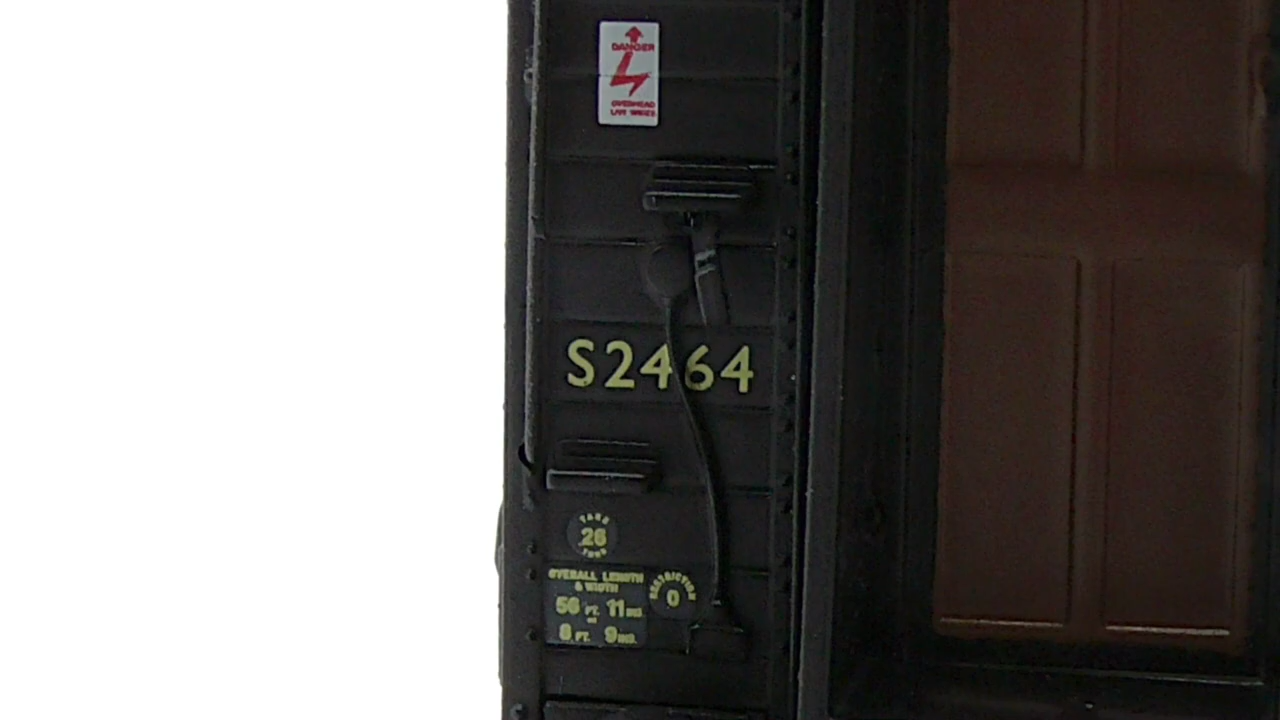 DANGER
OVERHEAD
LIVE WIRES
S2464
TARE
26
TONS
OVERALL LENGTH
& WIDTH
56 FT. 11 INS.
8 FT. 9 INS.
RESTRICTION
0